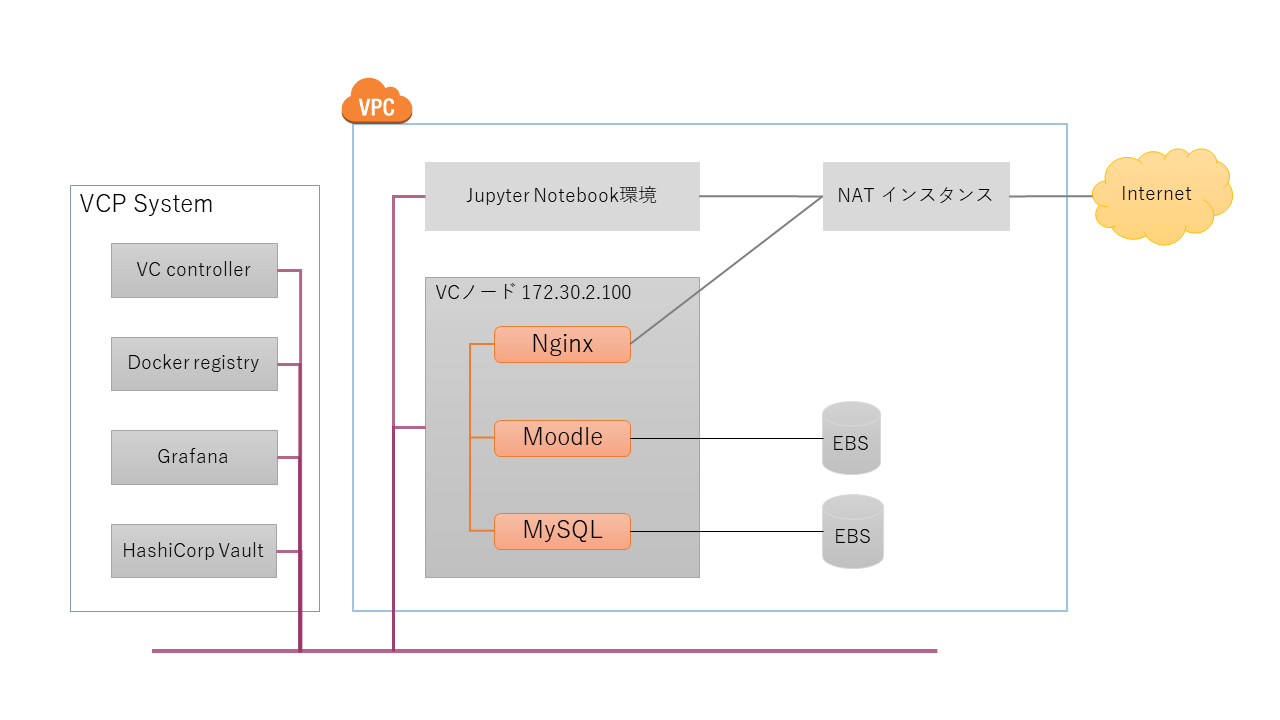 VPC
VCP System
VC controller
Docker registry
Grafana
HashiCorp Vault
Jupyter Notebook環境
NAT インスタンス
Internet
VCノード 172.30.2.100
Nginx
Moodle
MySQL
EBS
EBS